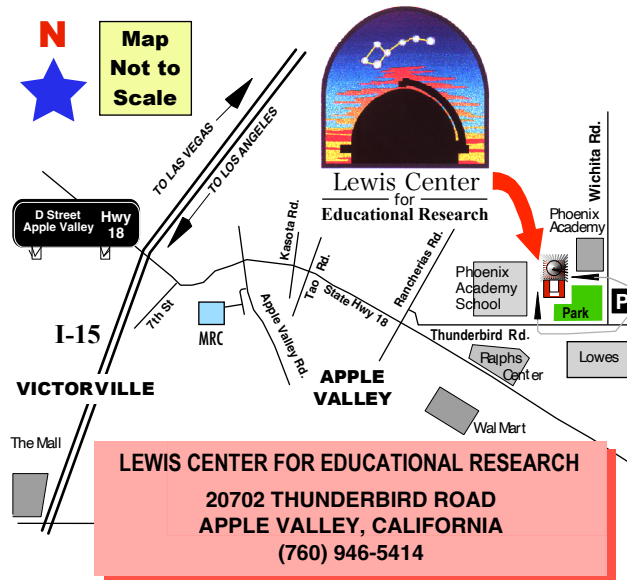 N
Map
Not to
Scale
TO LAS VEGAS
TO LOS ANGELES
Lewis Center
for
Educational Research
Wichita Rd.
Phoenix
Academy
D Street
Apple Valley
Hwy
18
Kasota Rd.
Tao Rd.
Rancherias Rd.
Phoenix
Academy
School
State Hwy 18
7th St
MRC
Apple Valley Rd.
Park
P
I-15
Thunderbird Rd.
Ralphs
Center
Lowes
VICTORVILLE
APPLE
VALLEY
Wal Mart
The Mall
LEWIS CENTER FOR EDUCATIONAL RESEARCH
20702 THUNDERBIRD ROAD
APPLE VALLEY, CALIFORNIA
(760) 946-5414